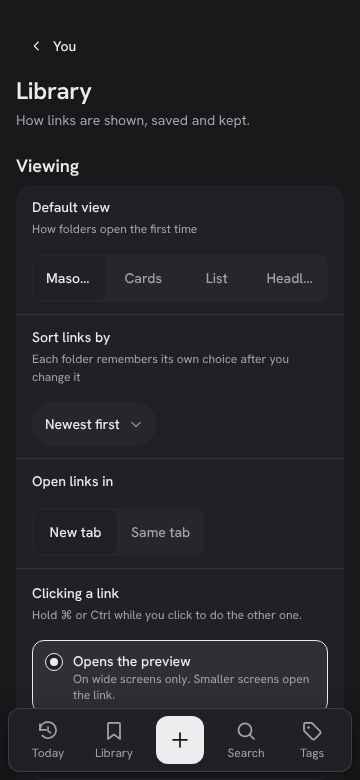 You
Library
How links are shown, saved and kept.
Viewing
Default view
How folders open the first time
Maso...
Cards
List
Headl...
Sort links by
Each folder remembers its own choice after you
change it
Newest first
Open links in
New tab
Same tab
Clicking a link
Hold ⌘ or Ctrl while you click to do the other one.
Opens the preview
On wide screens only. Smaller screens open
the link.
Today
Library
Search
Tags